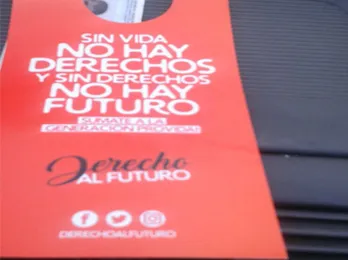 SIN VIDA
NO HAY
DERECHOS
Y SIN DERECHOS
NO HAY
FUTURO
SUMATE A LA
GENERACIÓN PROVIDA!
Derecho
AL FUTURO
DERECHOALFUTURO